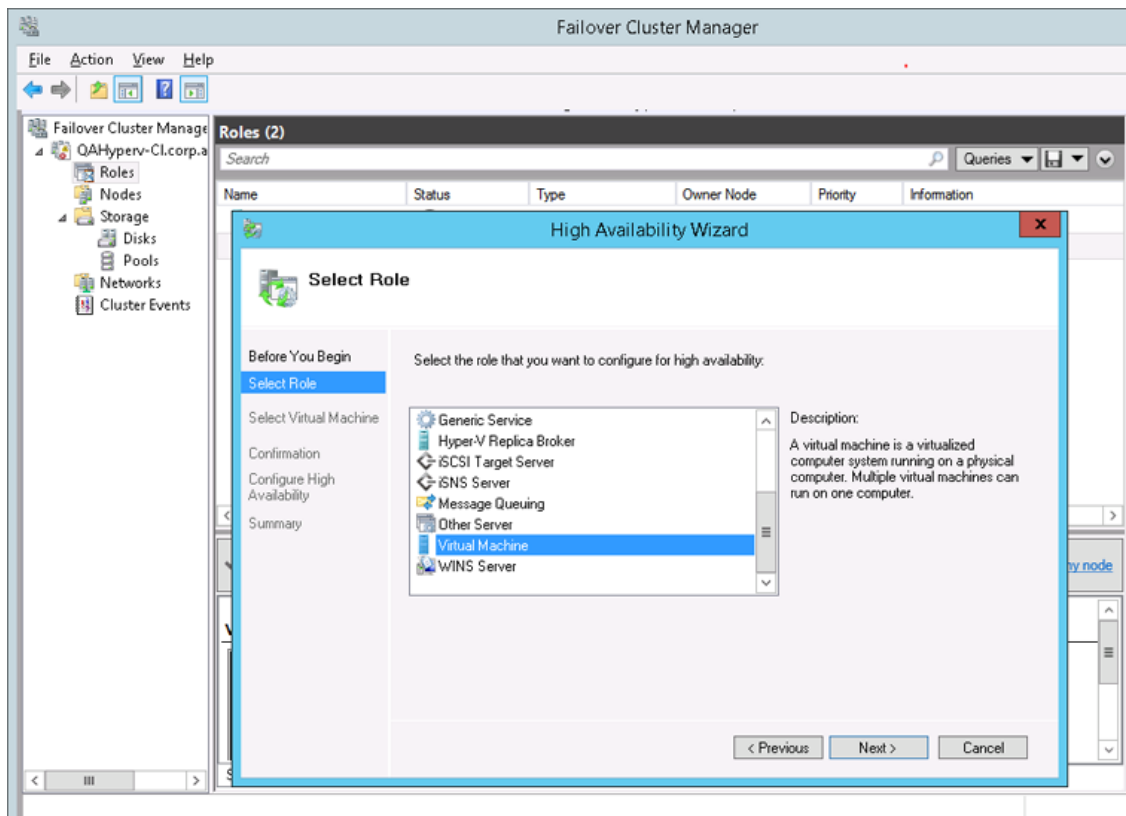 Failover Cluster Manager
File Action View Help
Failover Cluster Manage
QAHyperv-Cl.corp.a
Roles
Nodes
Storage
Disks
Pools
Networks
Cluster Events
Roles (2)
Search
Queries
Name Status Type Owner Node Priority Information
High Availability Wizard
x
Select Role
Before You Begin
Select Role
Select Virtual Machine
Confirmation
Configure High
Availability
Summary
Select the role that you want to configure for high availability:
Generic Service
Hyper-V Replica Broker
iSCSI Target Server
iSNS Server
Message Queuing
Other Server
Virtual Machine
WINS Server
Description:
A virtual machine is a virtualized
computer system running on a physical
computer. Multiple virtual machines can
run on one computer.
ny node
< Previous Next > Cancel